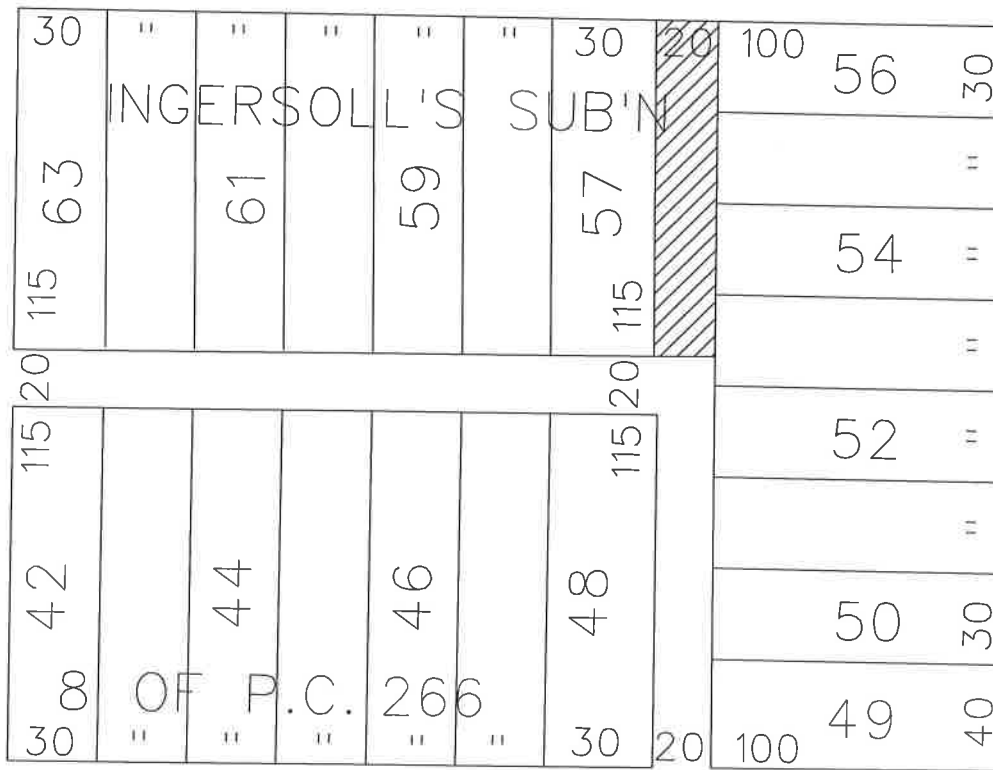 30 " " " " " 30 20 100 56 30
INGERSOLL'S SUB'N
63 61 59 57 "
115 115 54 "
"
20 20
115 115 52 "
"
42 44 46 48 50 30
8 OF P.C. 266
30 " " " " " 30 20 100 49 40